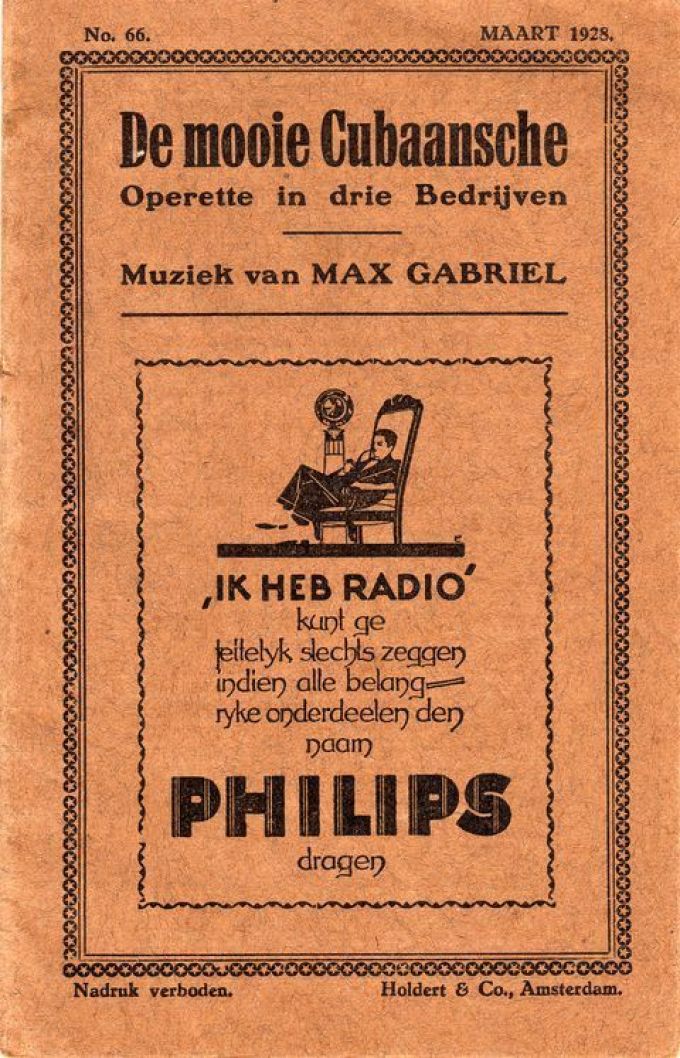 No. 66. MAART 1928.
De mooie Cubaansche
Operette in drie Bedrijven
Muziek van MAX GABRIEL
‚IK HEB RADIO‘
kunt ge
feitelyk slechts zeggen
indien alle belang=
ryke onderdeelen den
naam
PHILIPS
dragen
Nadruk verboden. Holdert & Co., Amsterdam.